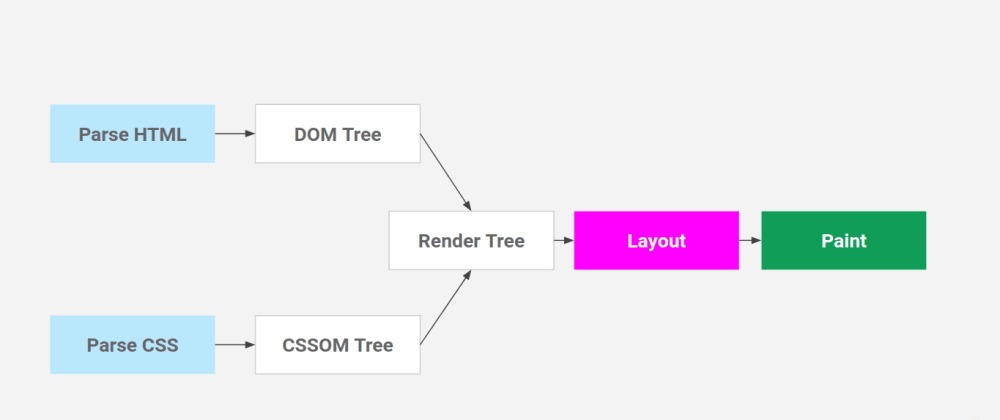 Parse HTML
DOM Tree
Render Tree
Layout
Paint
Parse CSS
CSSOM Tree